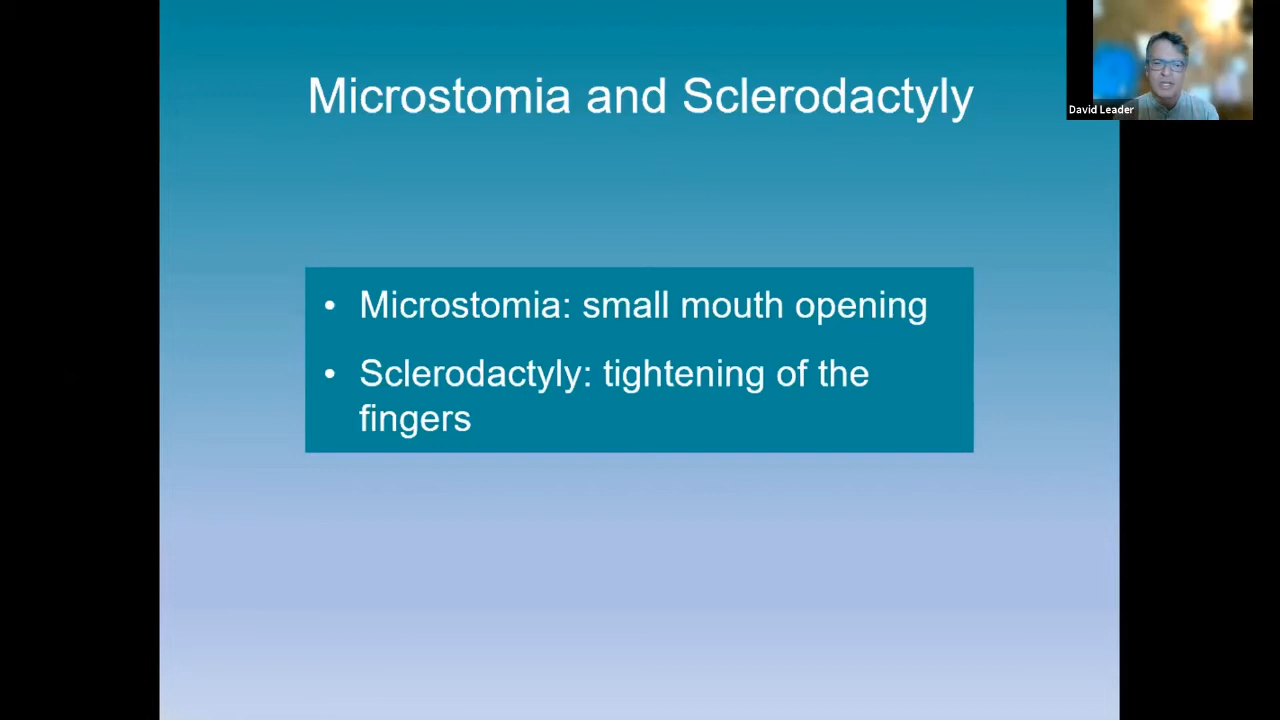 Microstomia and Sclerodactyly
David Leader
• Microstomia: small mouth opening
• Sclerodactyly: tightening of the
fingers